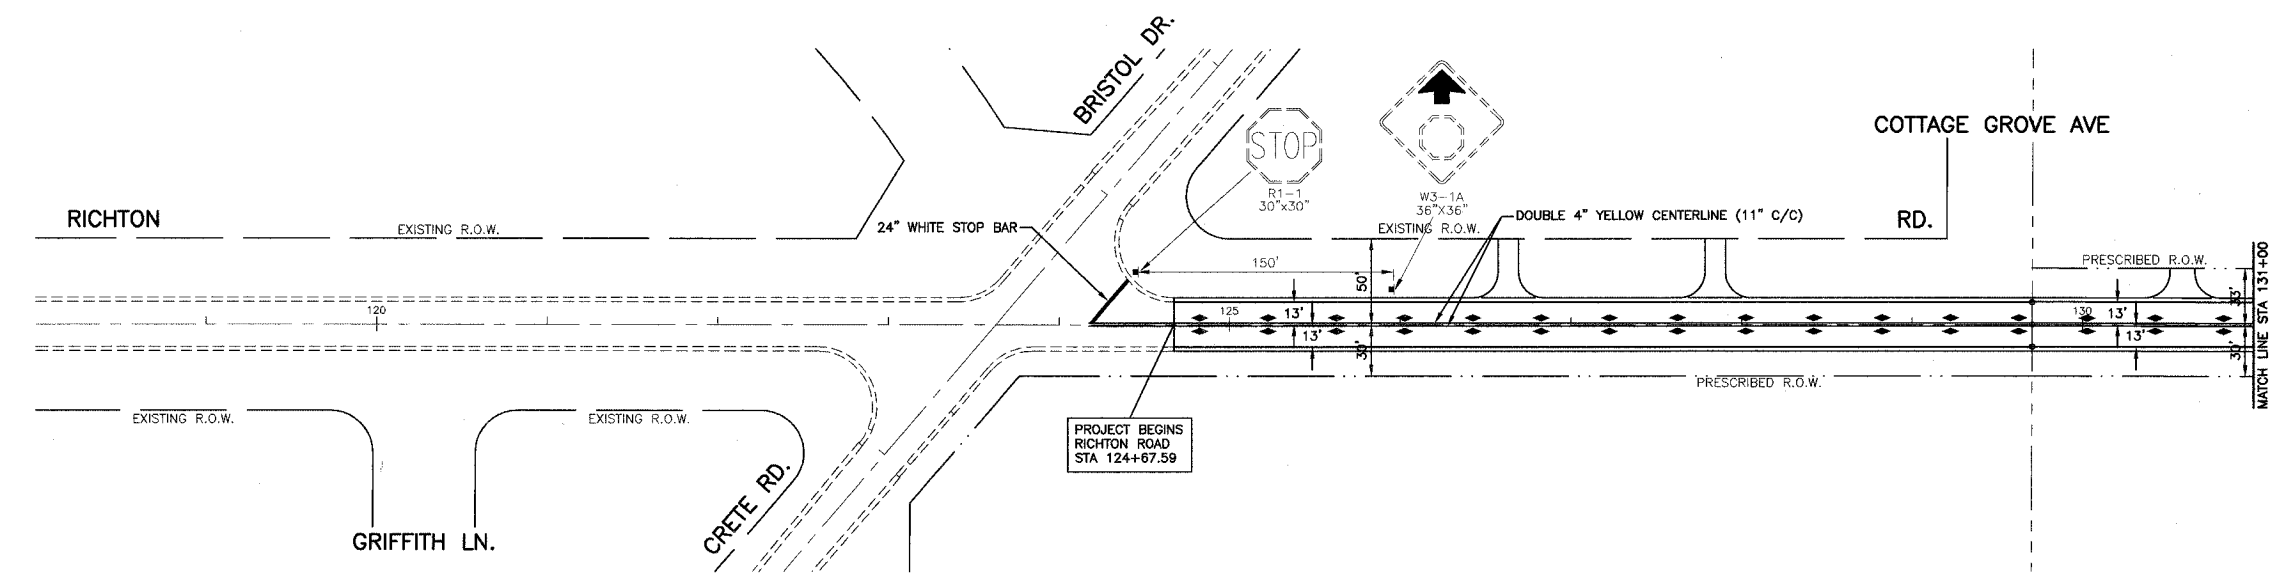 BRISTOL DR.
COTTAGE GROVE AVE
STOP
R1-1
30"x30"
W3-1A
36"X36"
RICHTON
EXISTING R.O.W.
24" WHITE STOP BAR
EXISTING R.O.W.
DOUBLE 4" YELLOW CENTERLINE (11" C/C)
RD.
150'
50'
PRESCRIBED R.O.W.
33'
MATCH LINE STA 131+00
120
125
13'
130
13'
13'
30'
13'
30'
PRESCRIBED R.O.W.
EXISTING R.O.W.
EXISTING R.O.W.
PROJECT BEGINS
RICHTON ROAD
STA 124+67.59
CRETE RD.
GRIFFITH LN.